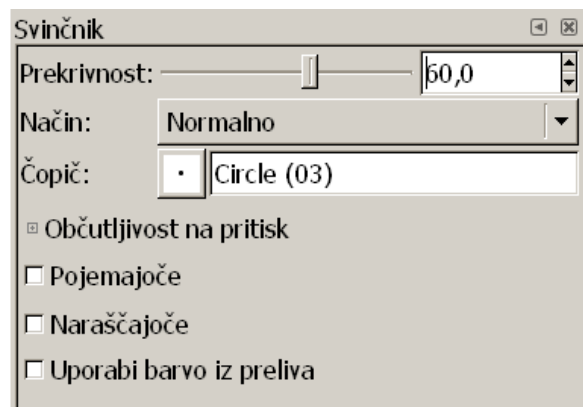 Svinčnik
Prekrivnost: 60,0
Način: Normalno
Čopič: Circle (03)
Občutljivost na pritisk
Pojemajoče
Naraščajoče
Uporabi barvo iz preliva